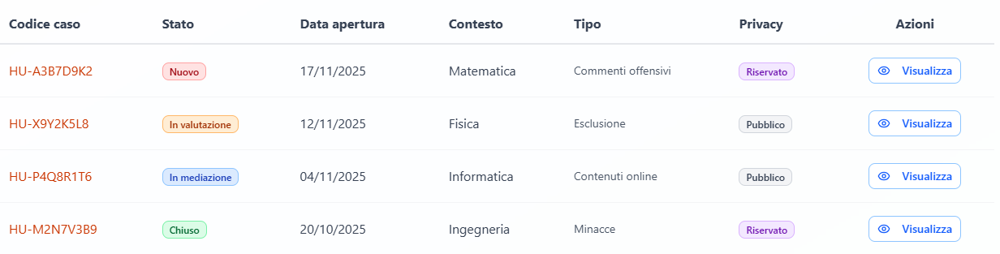 Codice caso Stato Data apertura Contesto Tipo Privacy Azioni
HU-A3B7D9K2 Nuovo 17/11/2025 Matematica Commenti offensivi Riservato Visualizza
HU-X9Y2K5L8 In valutazione 12/11/2025 Fisica Esclusione Pubblico Visualizza
HU-P4Q8R1T6 In mediazione 04/11/2025 Informatica Contenuti online Pubblico Visualizza
HU-M2N7V3B9 Chiuso 20/10/2025 Ingegneria Minacce Riservato Visualizza